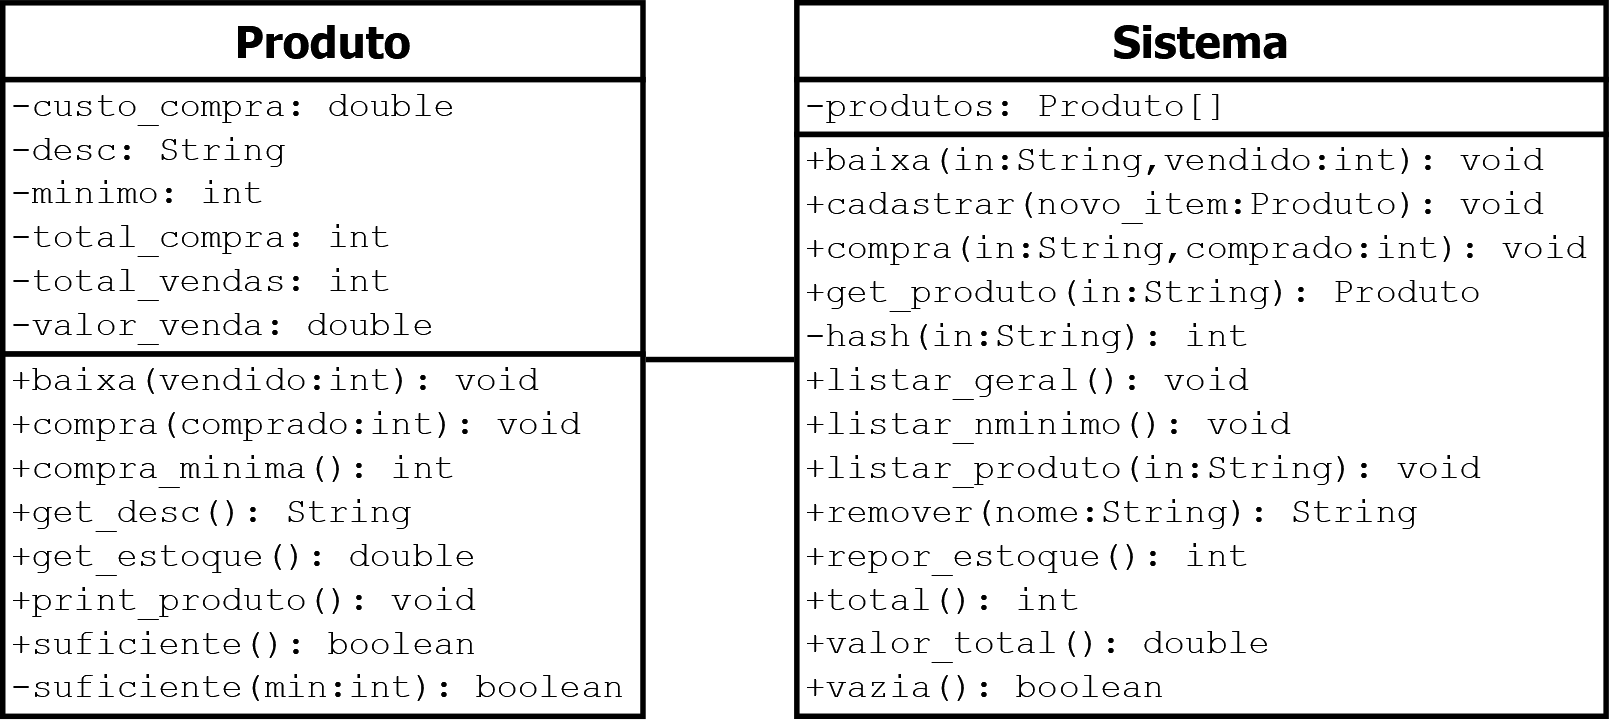 Produto
-custo_compra: double
-desc: String
-minimo: int
-total_compra: int
-total_vendas: int
-valor_venda: double
+baixa(vendido:int): void
+compra(comprado:int): void
+compra_minima(): int
+get_desc(): String
+get_estoque(): double
+print_produto(): void
+suficiente(): boolean
-suficiente(min:int): boolean
Sistema
-produtos: Produto[]
+baixa(in:String,vendido:int): void
+cadastrar(novo_item:Produto): void
+compra(in:String,comprado:int): void
+get_produto(in:String): Produto
-hash(in:String): int
+listar_geral(): void
+listar_nminimo(): void
+listar_produto(in:String): void
+remover(nome:String): String
+repor_estoque(): int
+total(): int
+valor_total(): double
+vazia(): boolean